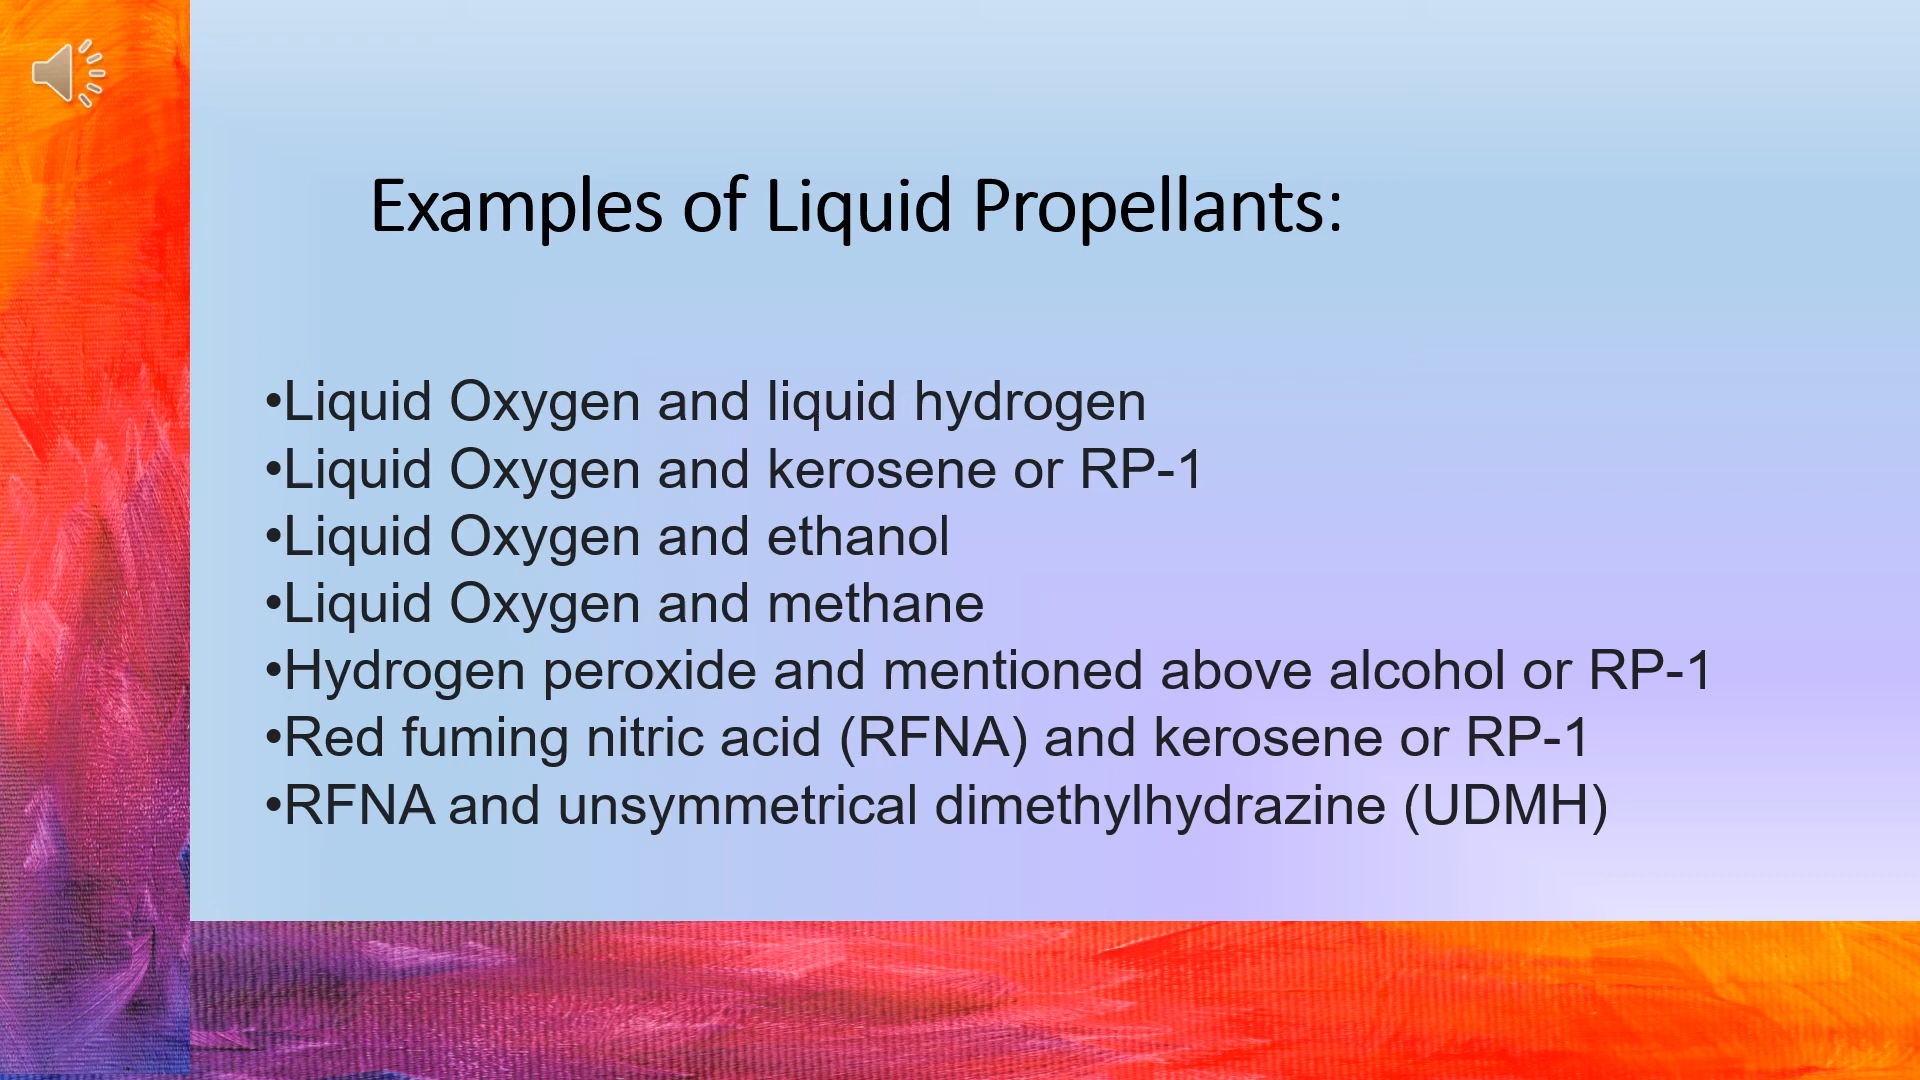 Examples of Liquid Propellants:
•Liquid Oxygen and liquid hydrogen
•Liquid Oxygen and kerosene or RP-1
•Liquid Oxygen and ethanol
•Liquid Oxygen and methane
•Hydrogen peroxide and mentioned above alcohol or RP-1
•Red fuming nitric acid (RFNA) and kerosene or RP-1
•RFNA and unsymmetrical dimethylhydrazine (UDMH)